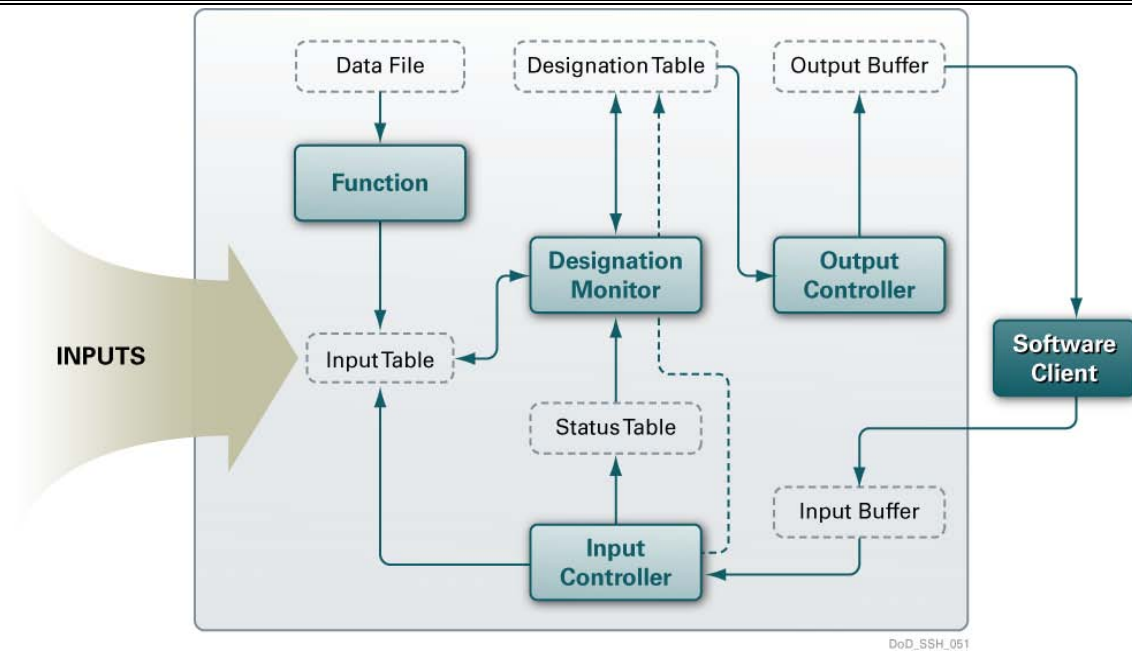 Data File
Designation Table
Output Buffer
Function
Designation
Monitor
Output
Controller
INPUTS
Input Table
Software
Client
Status Table
Input Buffer
Input
Controller
DoD_SSH_051